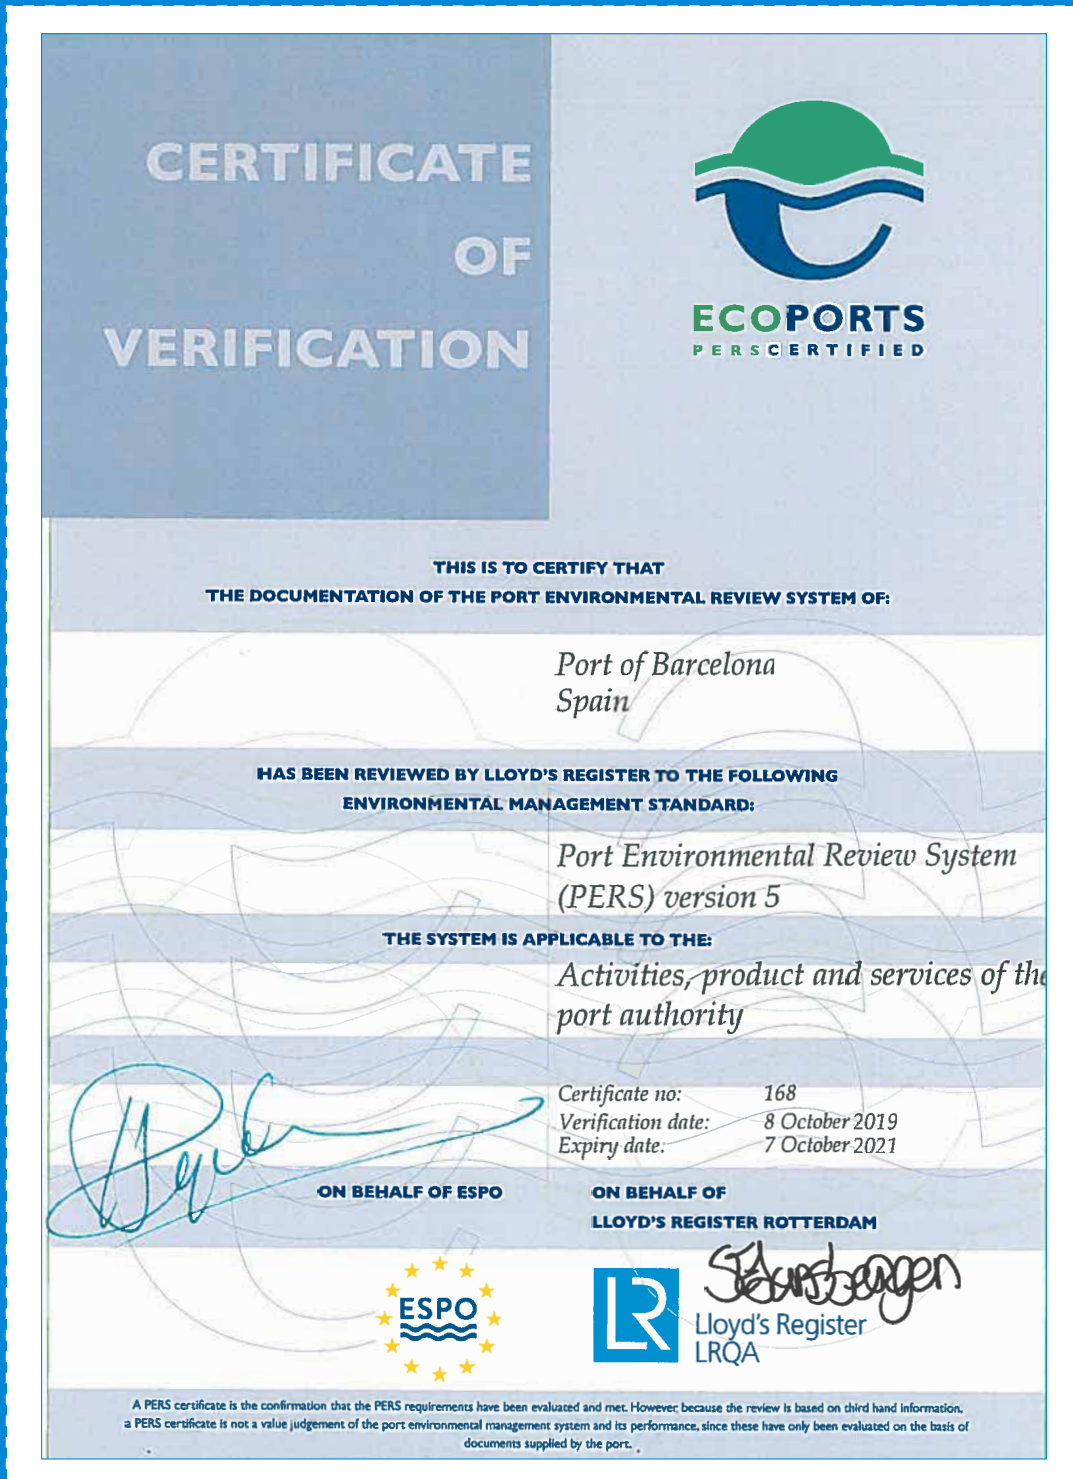 CERTIFICATE
OF
VERIFICATION
ECOPORTS
PERSCERTIFIED
THIS IS TO CERTIFY THAT
THE DOCUMENTATION OF THE PORT ENVIRONMENTAL REVIEW SYSTEM OF:
Port of Barcelona
Spain
HAS BEEN REVIEWED BY LLOYD'S REGISTER TO THE FOLLOWING
ENVIRONMENTAL MANAGEMENT STANDARD:
Port Environmental Review System
(PERS) version 5
THE SYSTEM IS APPLICABLE TO THE:
Activities, product and services of the
port authority
Certificate no: 168
Verification date: 8 October 2019
Expiry date: 7 October 2021
ON BEHALF OF ESPO
ON BEHALF OF
LLOYD'S REGISTER ROTTERDAM
ESPO
LR
Lloyd's Register
LRQA
A PERS certificate is the confirmation that the PERS requirements have been evaluated and met. However, because the review is based on third hand information,
a PERS certificate is not a value judgement of the port environmental management system and its performance, since these have only been evaluated on the basis of
documents supplied by the port.